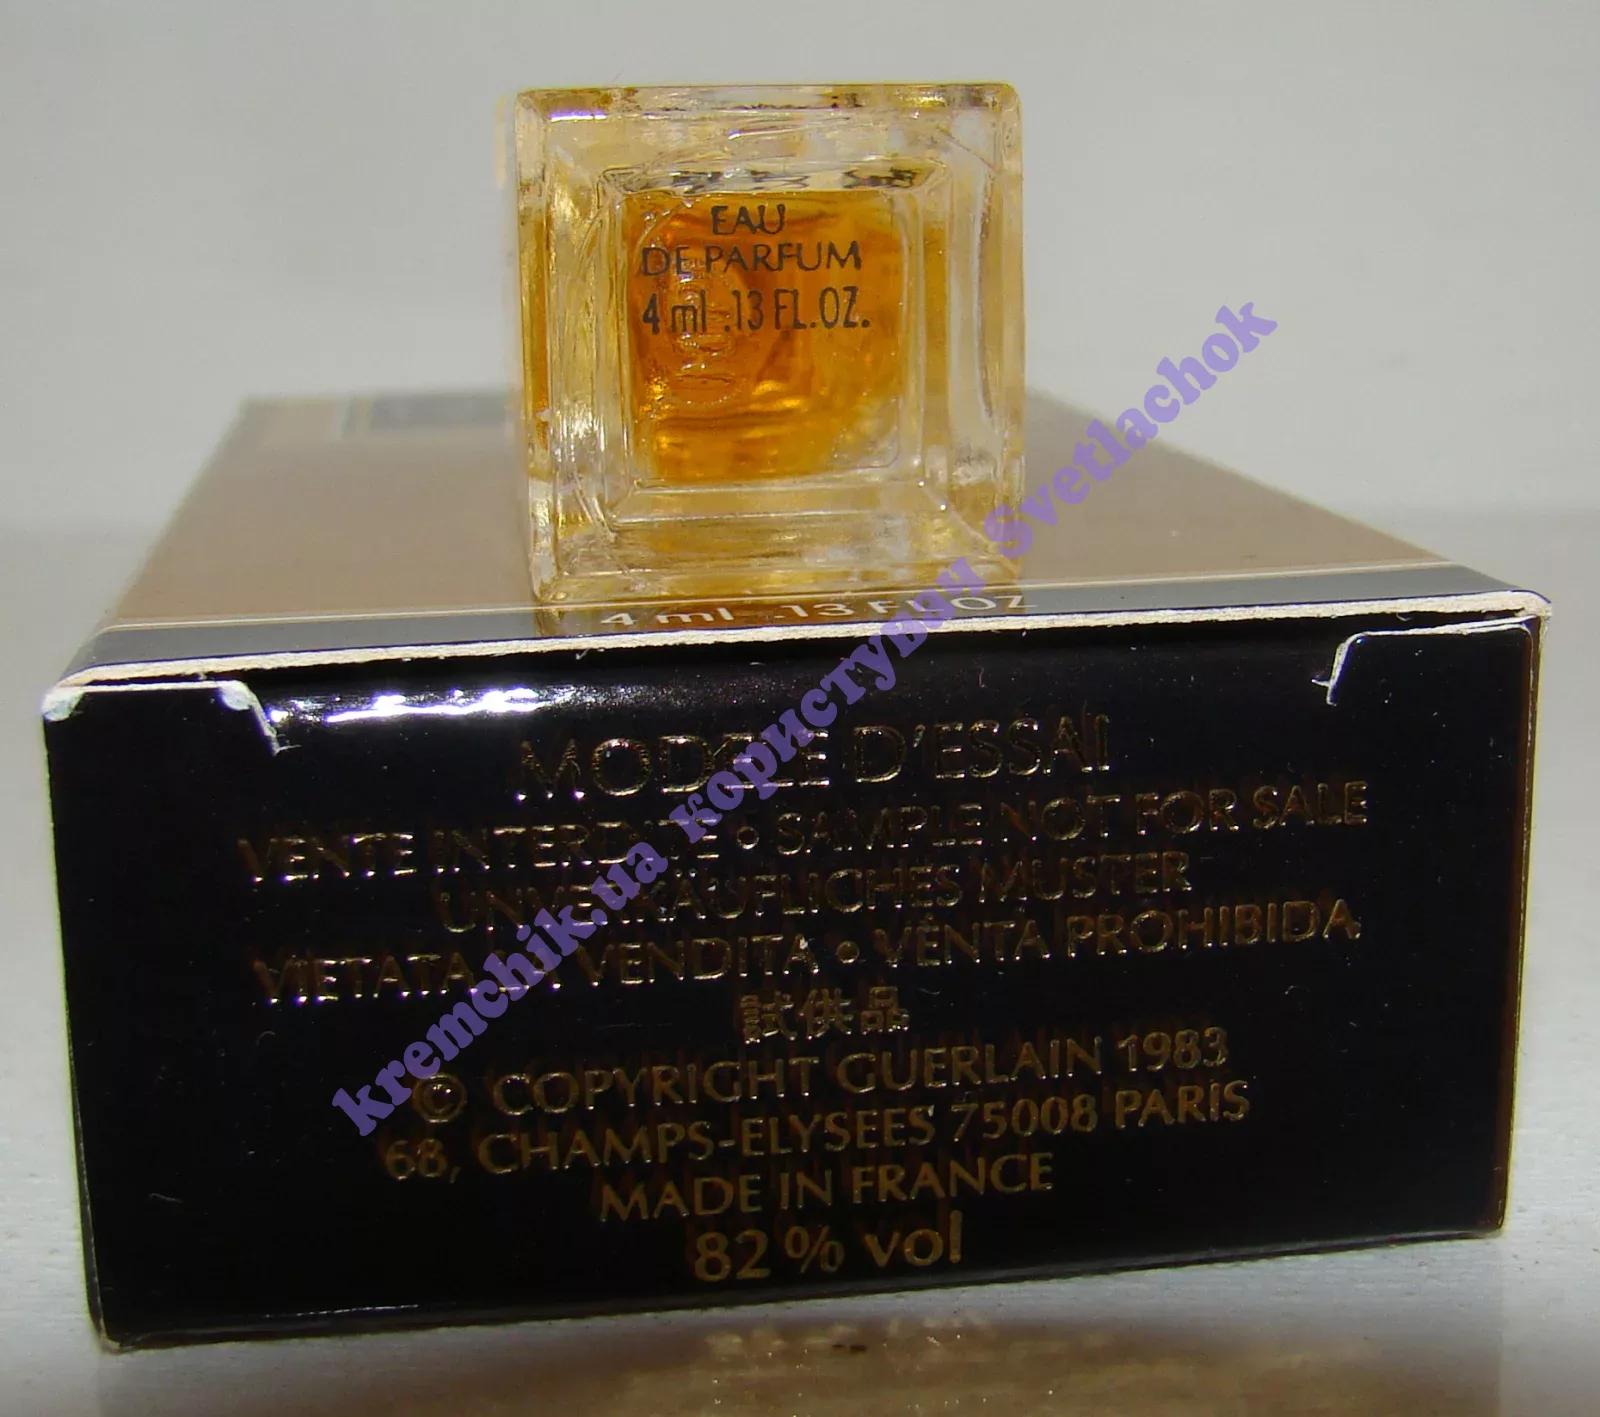 EAU
DE PARFUM
4 ml .13 FL.OZ.
4 ml .13 FL OZ
MODÈLE D'ESSAI
VENTE INTERDITE • SAMPLE NOT FOR SALE
UNVERKÄUFLICHES MUSTER
VIETATA LA VENDITA • VENTA PROHIBIDA
試供品
© COPYRIGHT GUERLAIN 1983
68, CHAMPS-ELYSEES 75008 PARIS
MADE IN FRANCE
82% vol
kremchik.ua користувач Svetlachok